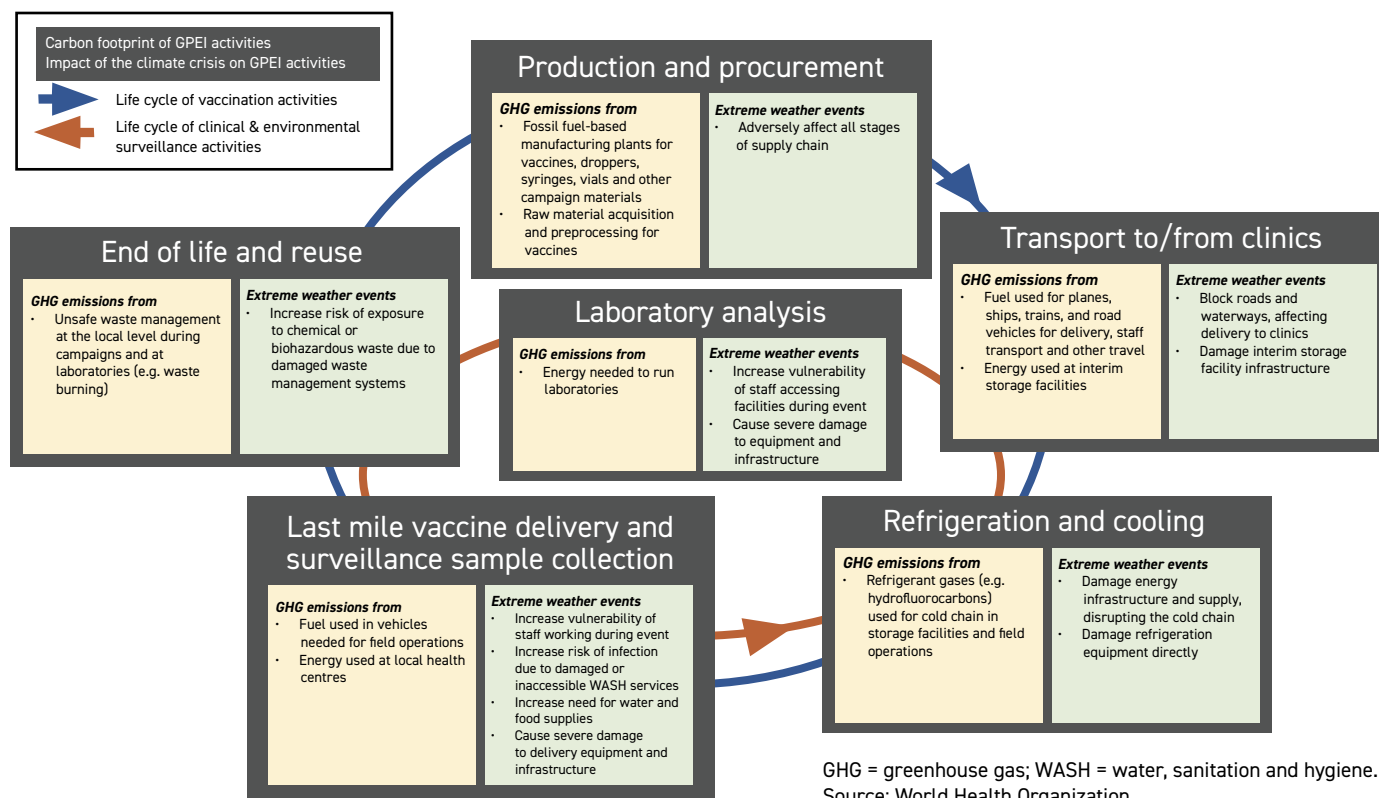 Carbon footprint of GPEI activities
Impact of the climate crisis on GPEI activities
Life cycle of vaccination activities
Life cycle of clinical & environmental
surveillance activities
Production and procurement
GHG emissions from
• Fossil fuel-based
manufacturing plants for
vaccines, droppers,
syringes, vials and other
campaign materials
• Raw material acquisition
and preprocessing for
vaccines
Extreme weather events
• Adversely affect all stages
of supply chain
End of life and reuse
GHG emissions from
• Unsafe waste management
at the local level during
campaigns and at
laboratories (e.g. waste
burning)
Extreme weather events
• Increase risk of exposure
to chemical or
biohazardous waste due to
damaged waste
management systems
Laboratory analysis
GHG emissions from
• Energy needed to run
laboratories
Extreme weather events
• Increase vulnerability
of staff accessing
facilities during event
• Cause severe damage
to equipment and
infrastructure
Transport to/from clinics
GHG emissions from
• Fuel used for planes,
ships, trains, and road
vehicles for delivery, staff
transport and other travel
• Energy used at interim
storage facilities
Extreme weather events
• Block roads and
waterways, affecting
delivery to clinics
• Damage interim storage
facility infrastructure
Last mile vaccine delivery and
surveillance sample collection
GHG emissions from
• Fuel used in vehicles
needed for field operations
• Energy used at local health
centres
Extreme weather events
• Increase vulnerability of
staff working during event
• Increase risk of infection
due to damaged or
inaccessible WASH services
• Increase need for water and
food supplies
• Cause severe damage
to delivery equipment and
infrastructure
Refrigeration and cooling
GHG emissions from
• Refrigerant gases (e.g.
hydrofluorocarbons)
used for cold chain in
storage facilities and field
operations
Extreme weather events
• Damage energy
infrastructure and supply,
disrupting the cold chain
• Damage refrigeration
equipment directly
GHG = greenhouse gas; WASH = water, sanitation and hygiene.
Source: World Health Organization